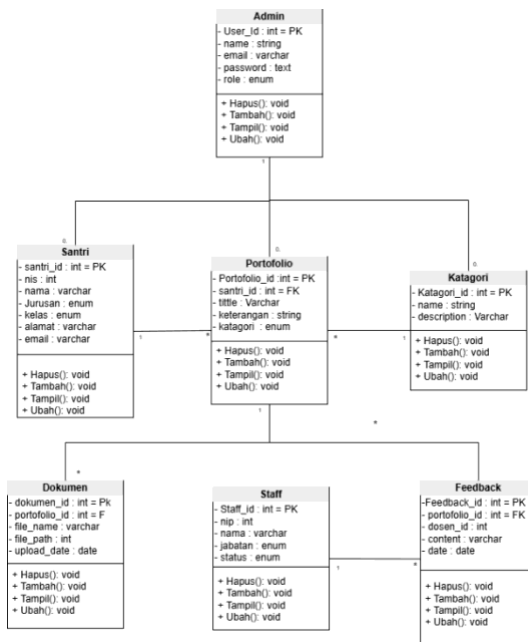 Admin
- User_Id : int = PK
- name : string
- email : varchar
- password : text
- role : enum
+ Hapus(): void
+ Tambah(): void
+ Tampil(): void
+ Ubah(): void
1
0.
0.
0.
Santri
- santri_id : int = PK
- nis : int
- nama : varchar
- Jurusan : enum
- kelas : enum
- alamat : varchar
- email : varchar
+ Hapus(): void
+ Tambah(): void
+ Tampil(): void
+ Ubah(): void
1
*
Portofolio
- Portofolio_id :int = PK
- santri_id : int = FK
- tittle : Varchar
- keterangan : string
- katagori : enum
+ Hapus(): void
+ Tambah(): void
+ Tampil(): void
+ Ubah(): void
*
1
Katagori
- Katagori_id : int = PK
- name : string
- description : Varchar
+ Hapus(): void
+ Tambah(): void
+ Tampil(): void
+ Ubah(): void
1
*
*
Dokumen
- dokumen_id : int = Pk
- portofolio_id : int = F
- file_name : varchar
- file_path : int
- upload_date : date
+ Hapus(): void
+ Tambah(): void
+ Tampil(): void
+ Ubah(): void
Staff
- Staff_id : int = PK
- nip : int
- nama : varchar
- jabatan : enum
- status : enum
+ Hapus(): void
+ Tambah(): void
+ Tampil(): void
+ Ubah(): void
1
*
Feedback
-Feedback_id : int = PK
- portofolio_id : int = FK
- dosen_id : int
- content : varchar
- date : date
+ Hapus(): void
+ Tambah(): void
+ Tampil(): void
+ Ubah(): void